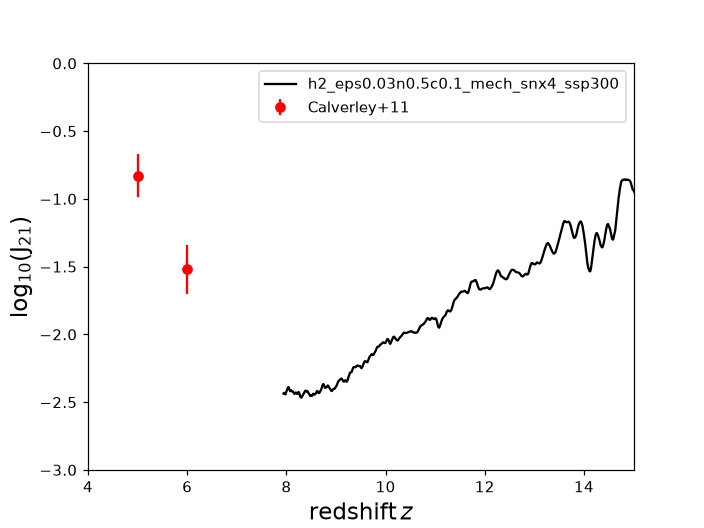 h2_eps0.03n0.5c0.1_mech_snx4_ssp300
Calverley+11
0.0
−0.5
−1.0
−1.5
−2.0
−2.5
−3.0
log₁₀(J₂₁)
4 6 8 10 12 14
redshift z